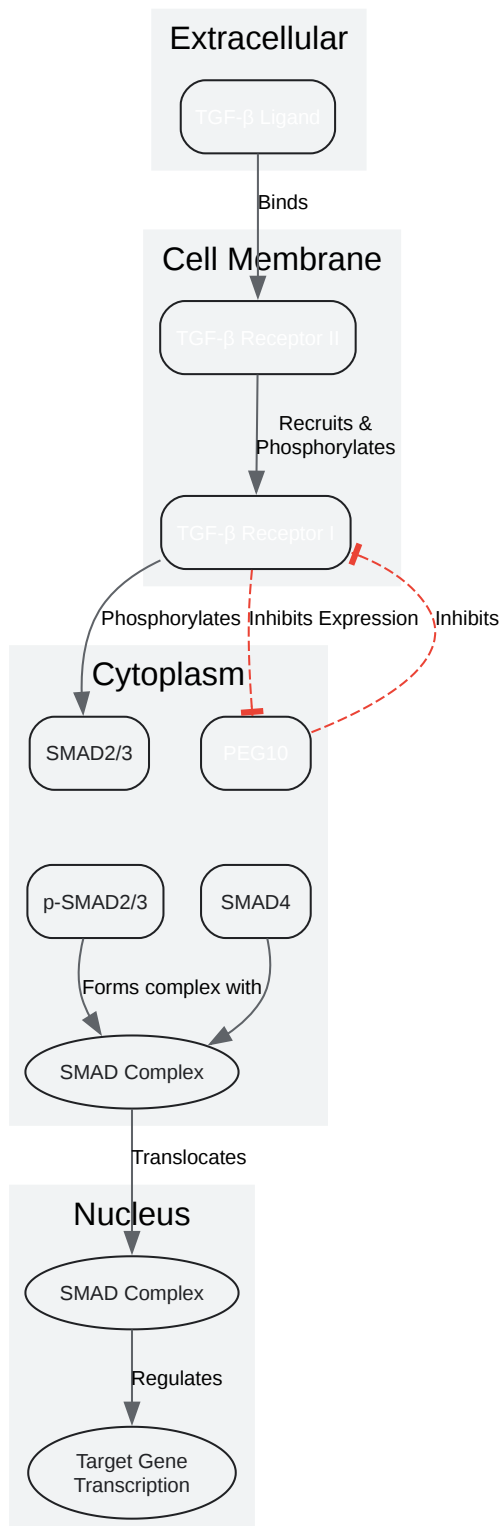 Extracellular
TGF-β Ligand
Binds
Cell Membrane
TGF-β Receptor II
Recruits &
Phosphorylates
TGF-β Receptor I
Phosphorylates
Inhibits Expression
Inhibits
Cytoplasm
SMAD2/3
PEG10
p-SMAD2/3
SMAD4
Forms complex with
SMAD Complex
Translocates
Nucleus
SMAD Complex
Regulates
Target Gene
Transcription